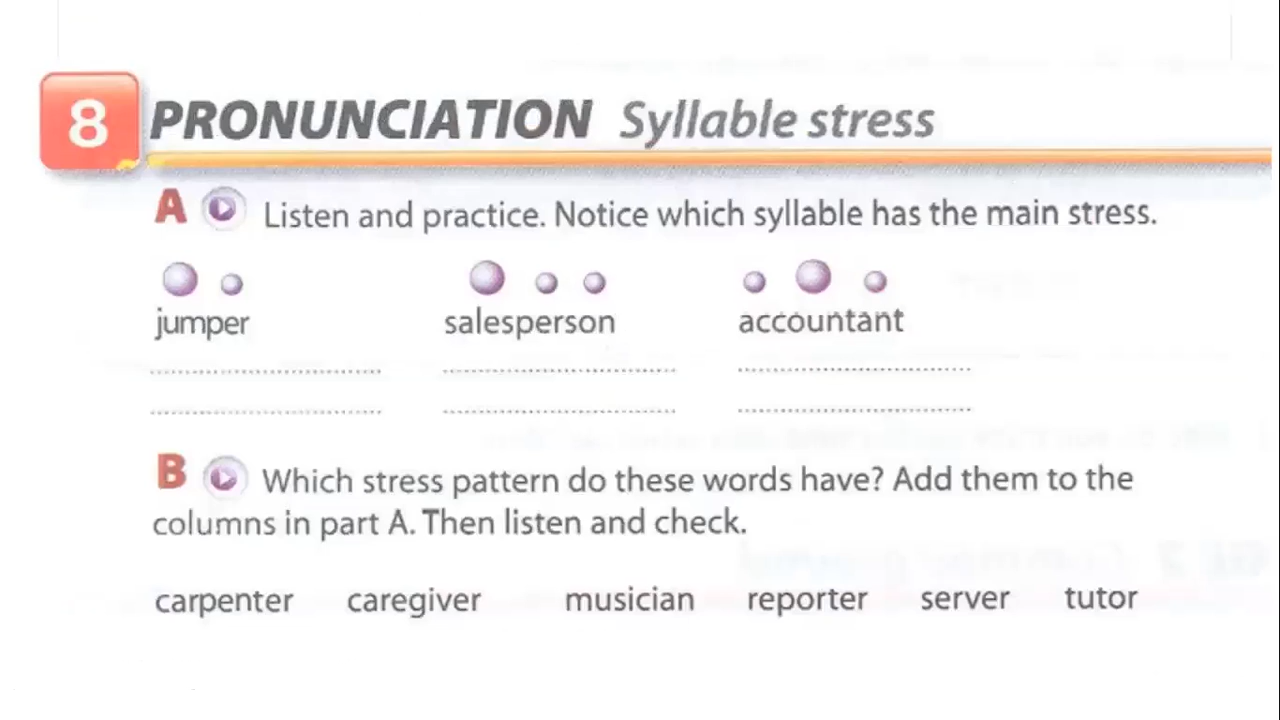 8 PRONUNCIATION Syllable stress
A Listen and practice. Notice which syllable has the main stress.
jumper salesperson accountant
B Which stress pattern do these words have? Add them to the
columns in part A. Then listen and check.
carpenter caregiver musician reporter server tutor